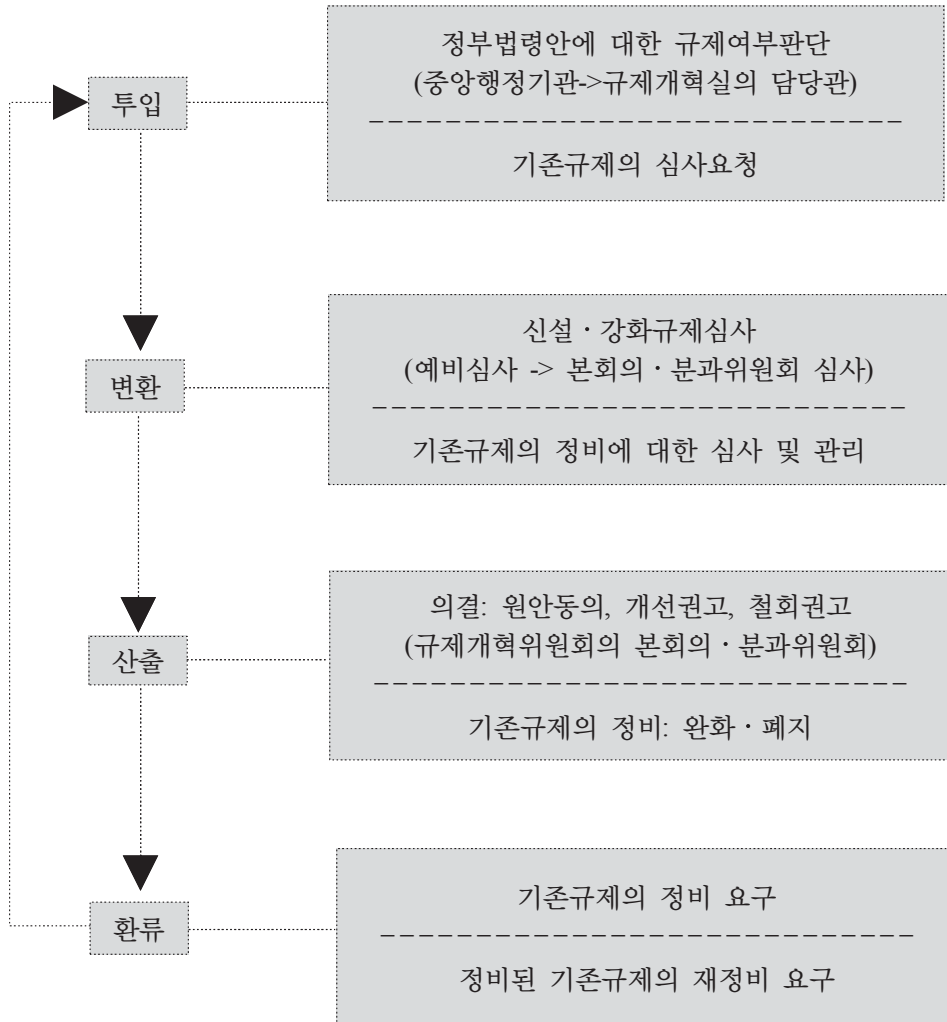 투입
정부법령안에 대한 규제여부판단
(중앙행정기관->규제개혁실의 담당관)
기존규제의 심사요청
변환
신설·강화규제심사
(예비심사 -> 본회의·분과위원회 심사)
기존규제의 정비에 대한 심사 및 관리
산출
의결: 원안동의, 개선권고, 철회권고
(규제개혁위원회의 본회의·분과위원회)
기존규제의 정비: 완화·폐지
환류
기존규제의 정비 요구
정비된 기존규제의 재정비 요구